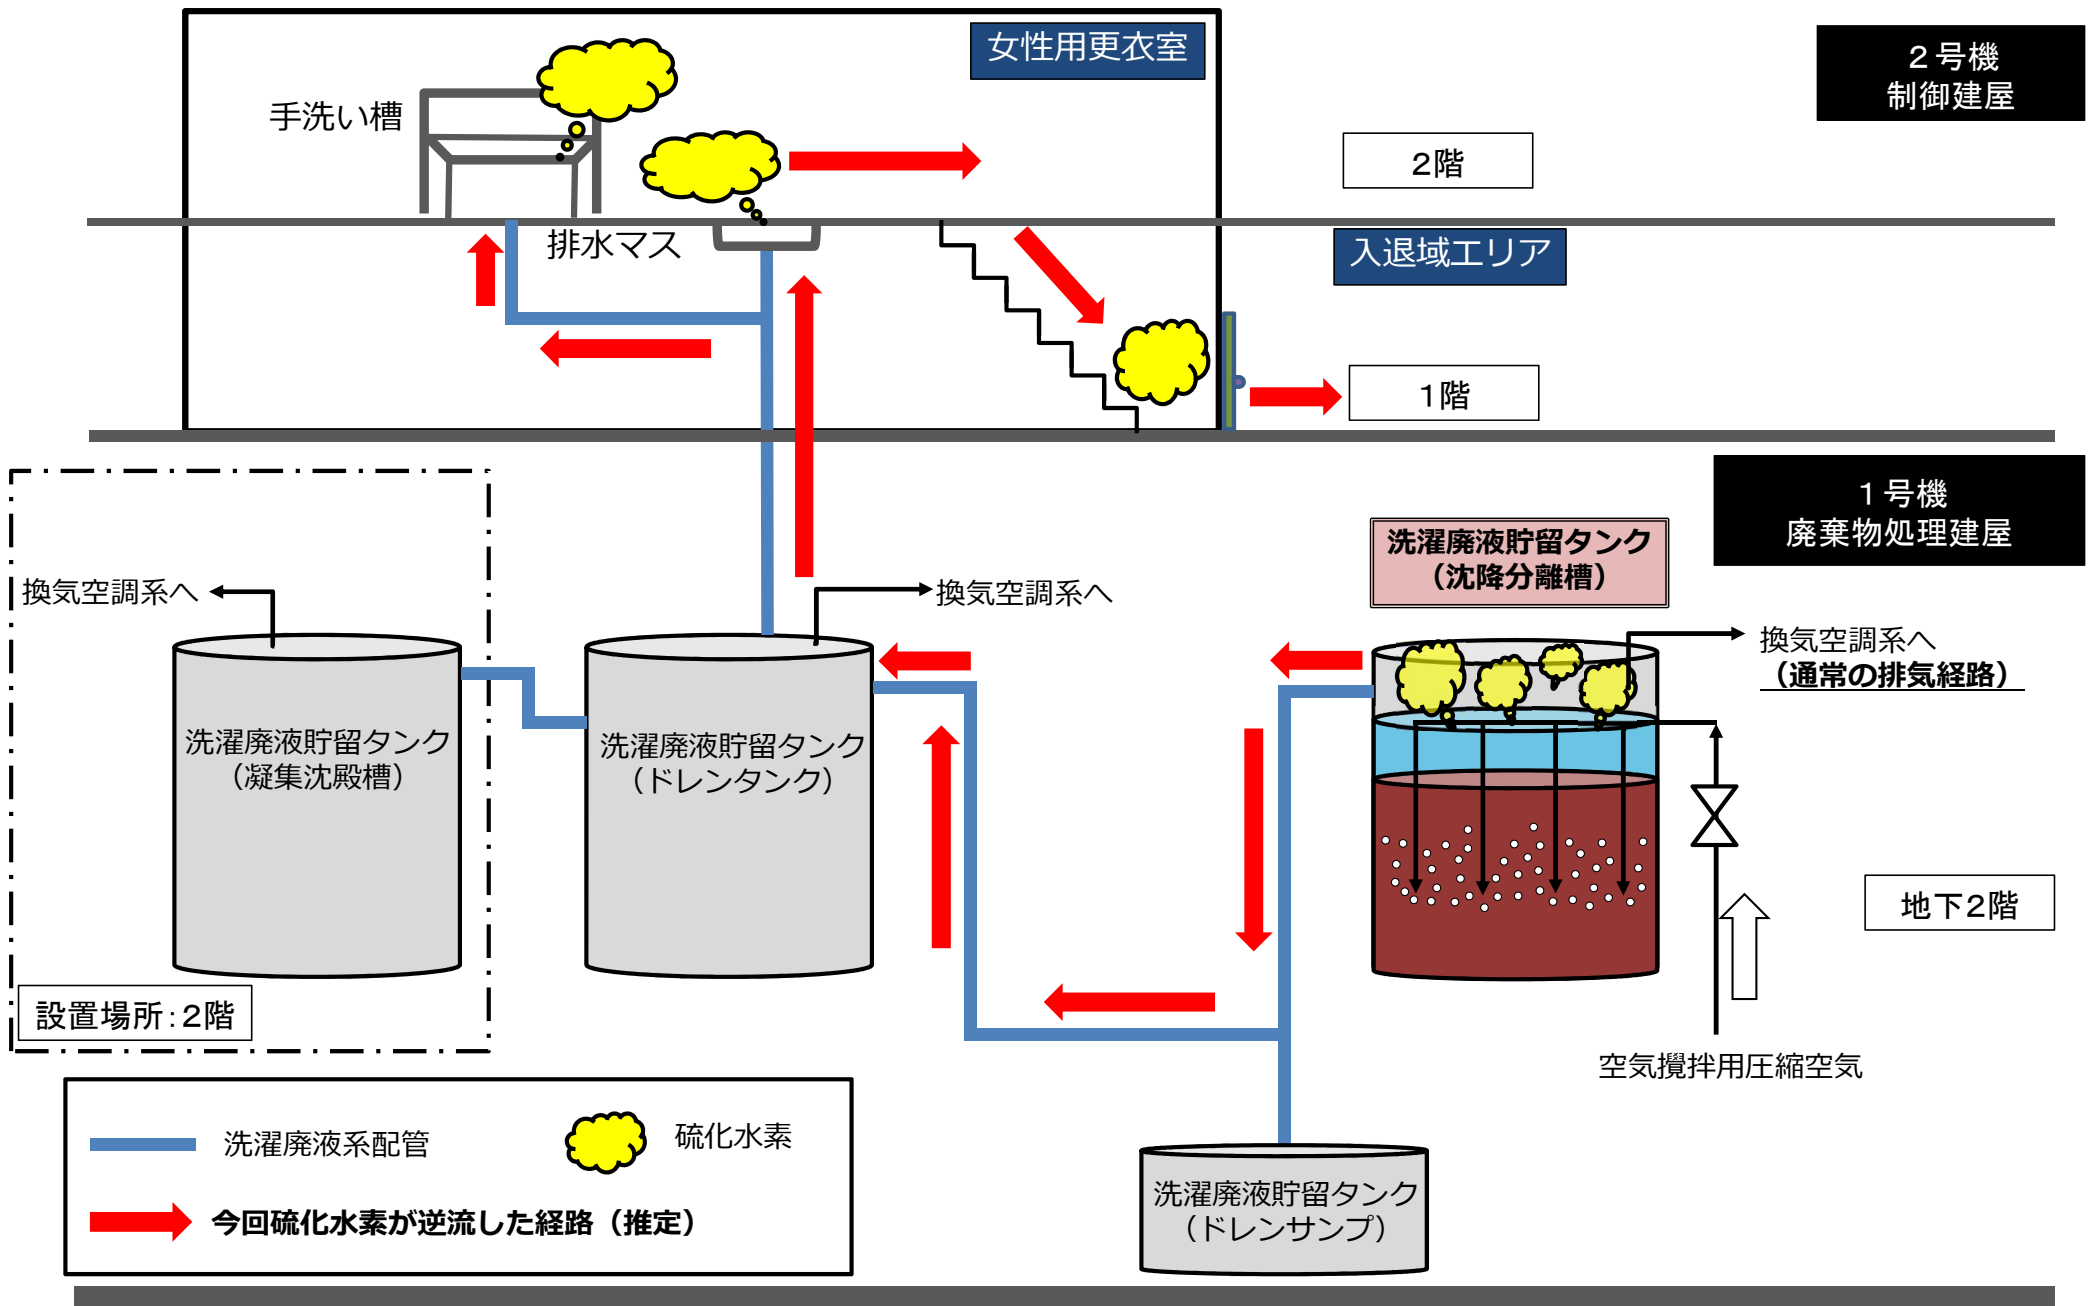 女性用更衣室
２号機
制御建屋
手洗い槽
2階
排水マス
入退域エリア
1階
１号機
廃棄物処理建屋
洗濯廃液貯留タンク
（沈降分離槽）
換気空調系へ
換気空調系へ
換気空調系へ
（通常の排気経路）
洗濯廃液貯留タンク
（凝集沈殿槽）
洗濯廃液貯留タンク
（ドレンタンク）
地下2階
設置場所：2階
空気攪拌用圧縮空気
洗濯廃液系配管
硫化水素
今回硫化水素が逆流した経路（推定）
洗濯廃液貯留タンク
（ドレンサンプ）